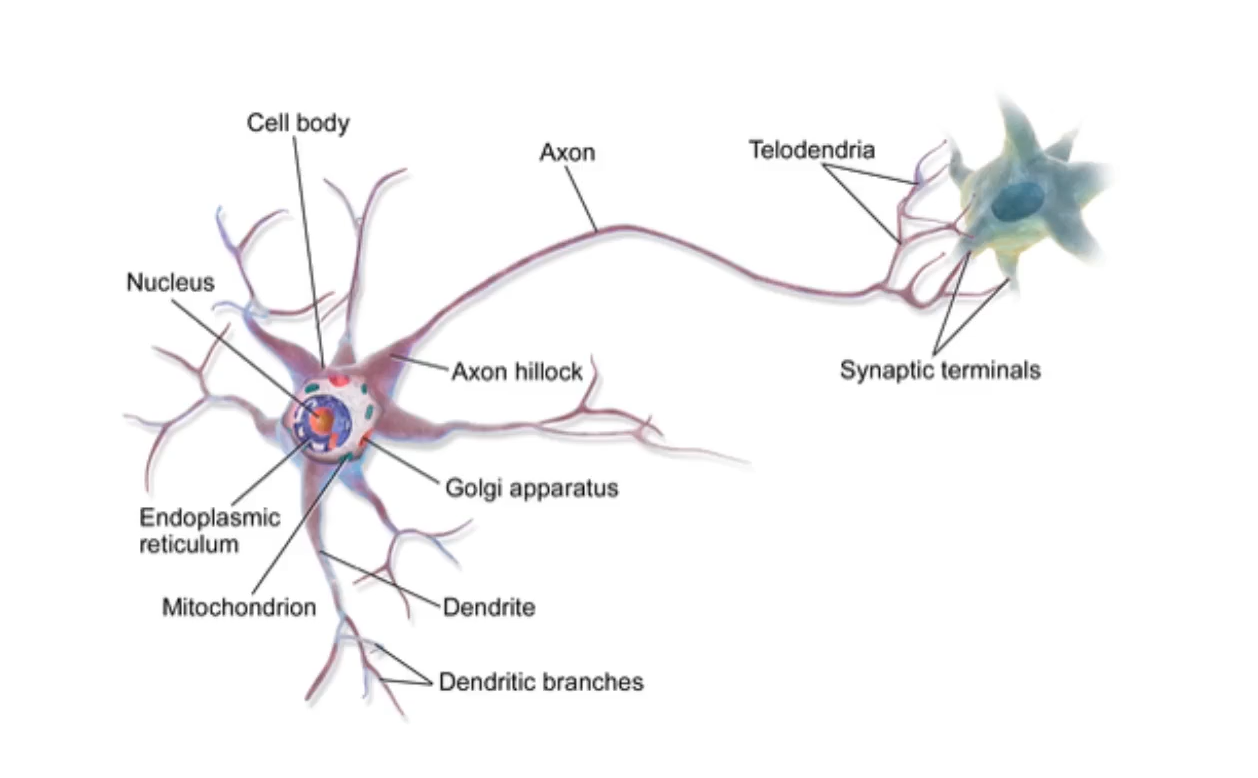 Cell body
Axon
Telodendria
Nucleus
Axon hillock
Synaptic terminals
Golgi apparatus
Endoplasmic
reticulum
Mitochondrion
Dendrite
Dendritic branches